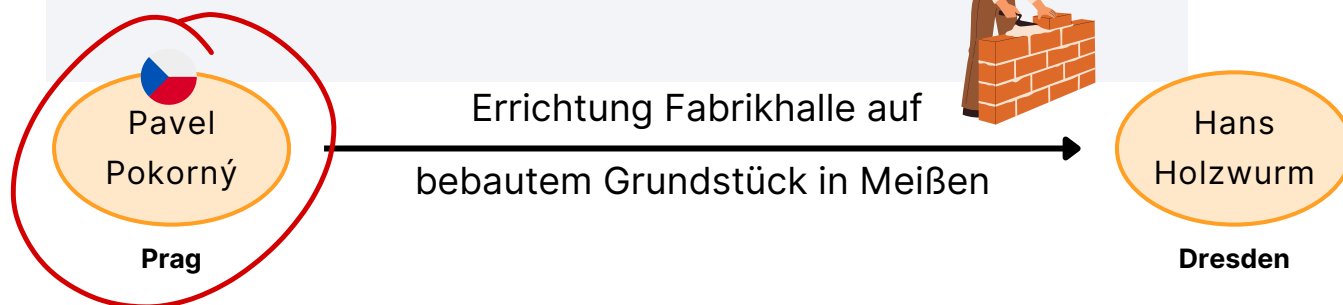 Pavel
Pokorný
Prag
Errichtung Fabrikhalle auf
bebautem Grundstück in Meißen
Hans
Holzwurm
Dresden